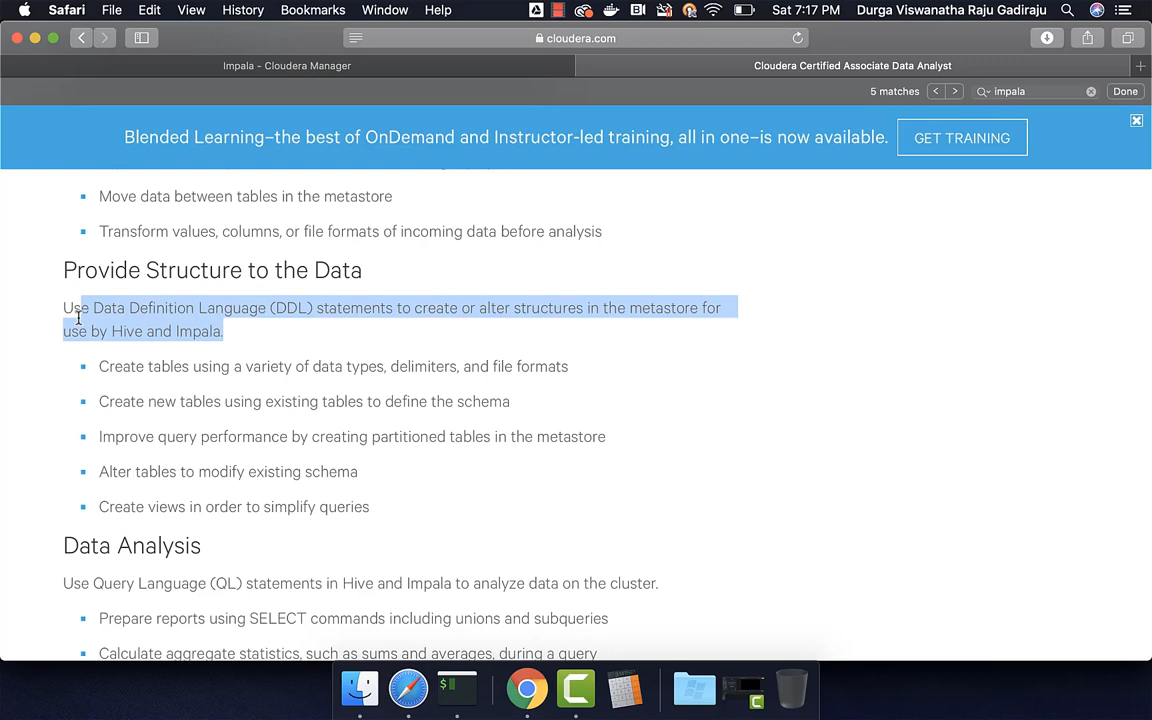 Safari File Edit View History Bookmarks Window Help Sat 7:17 PM Durga Viswanatha Raju Gadiraju
cloudera.com
Impala - Cloudera Manager Cloudera Certified Associate Data Analyst
5 matches impala Done
Blended Learning–the best of OnDemand and Instructor-led training, all in one–is now available. GET TRAINING
Move data between tables in the metastore
Transform values, columns, or file formats of incoming data before analysis
Provide Structure to the Data
Use Data Definition Language (DDL) statements to create or alter structures in the metastore for
use by Hive and Impala.
Create tables using a variety of data types, delimiters, and file formats
Create new tables using existing tables to define the schema
Improve query performance by creating partitioned tables in the metastore
Alter tables to modify existing schema
Create views in order to simplify queries
Data Analysis
Use Query Language (QL) statements in Hive and Impala to analyze data on the cluster.
Prepare reports using SELECT commands including unions and subqueries
Calculate aggregate statistics, such as sums and averages, during a query